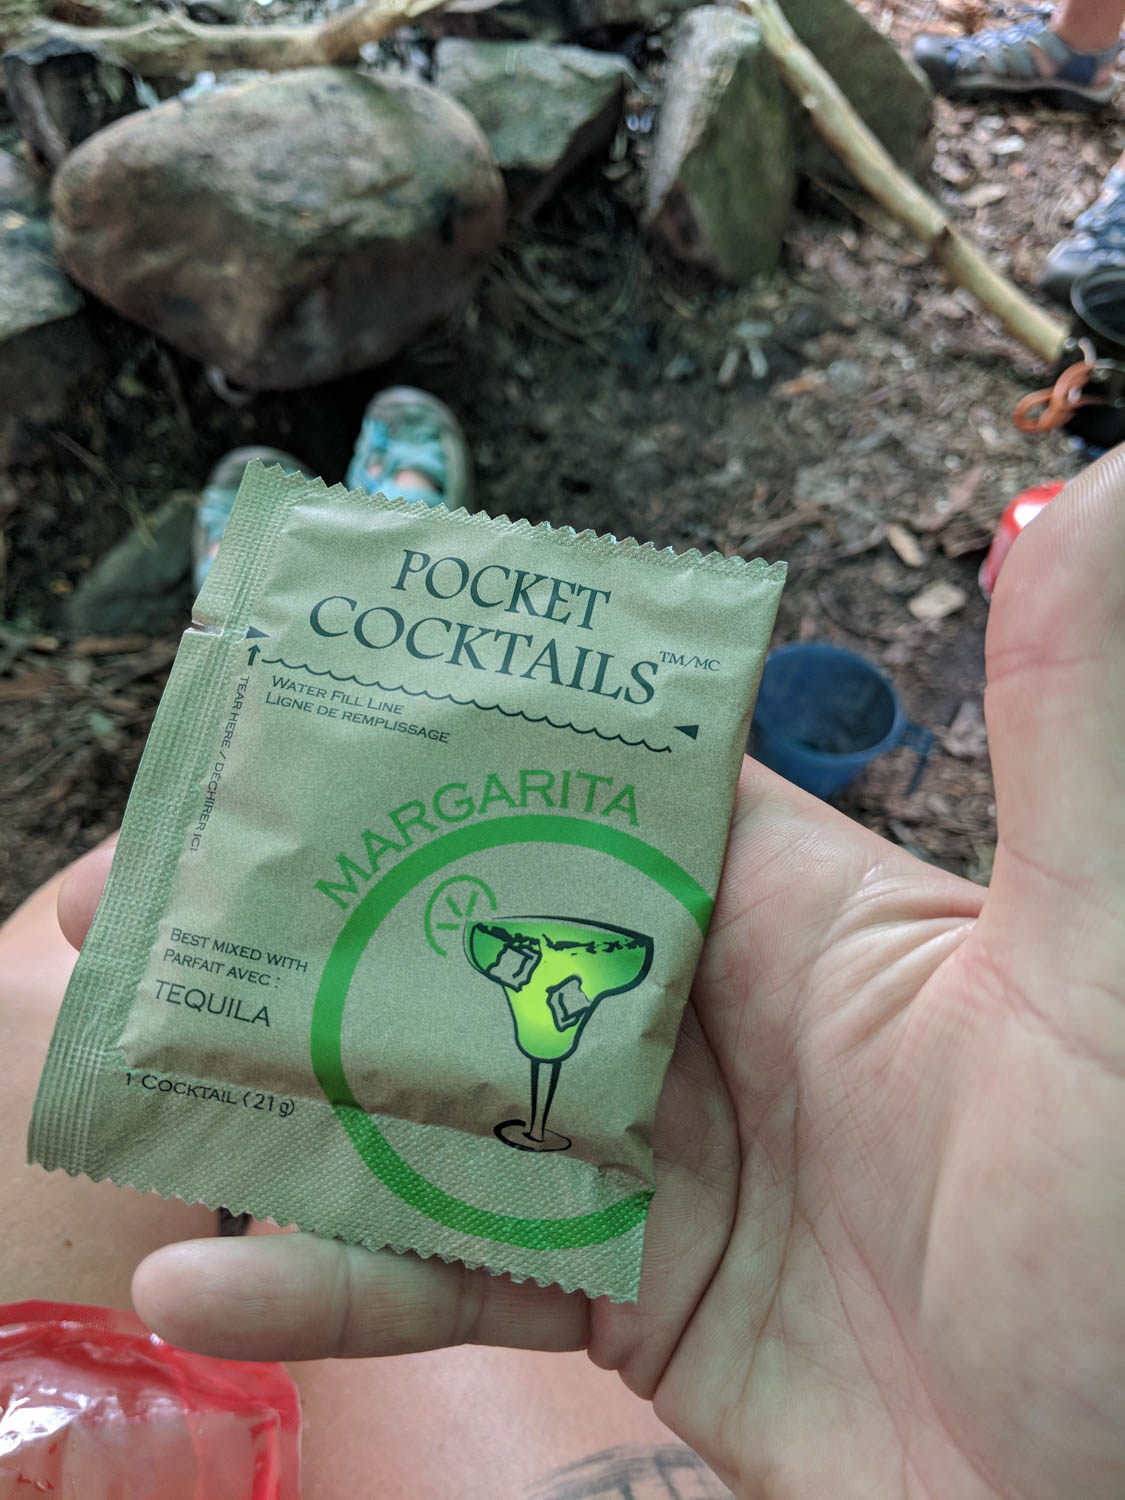 POCKET
COCKTAILS™/MC
WATER FILL LINE
LIGNE DE REMPLISSAGE
TEAR HERE / DÉCHIRER ICI
MARGARITA
BEST MIXED WITH
PARFAIT AVEC :
TEQUILA
1 COCKTAIL (21 g)